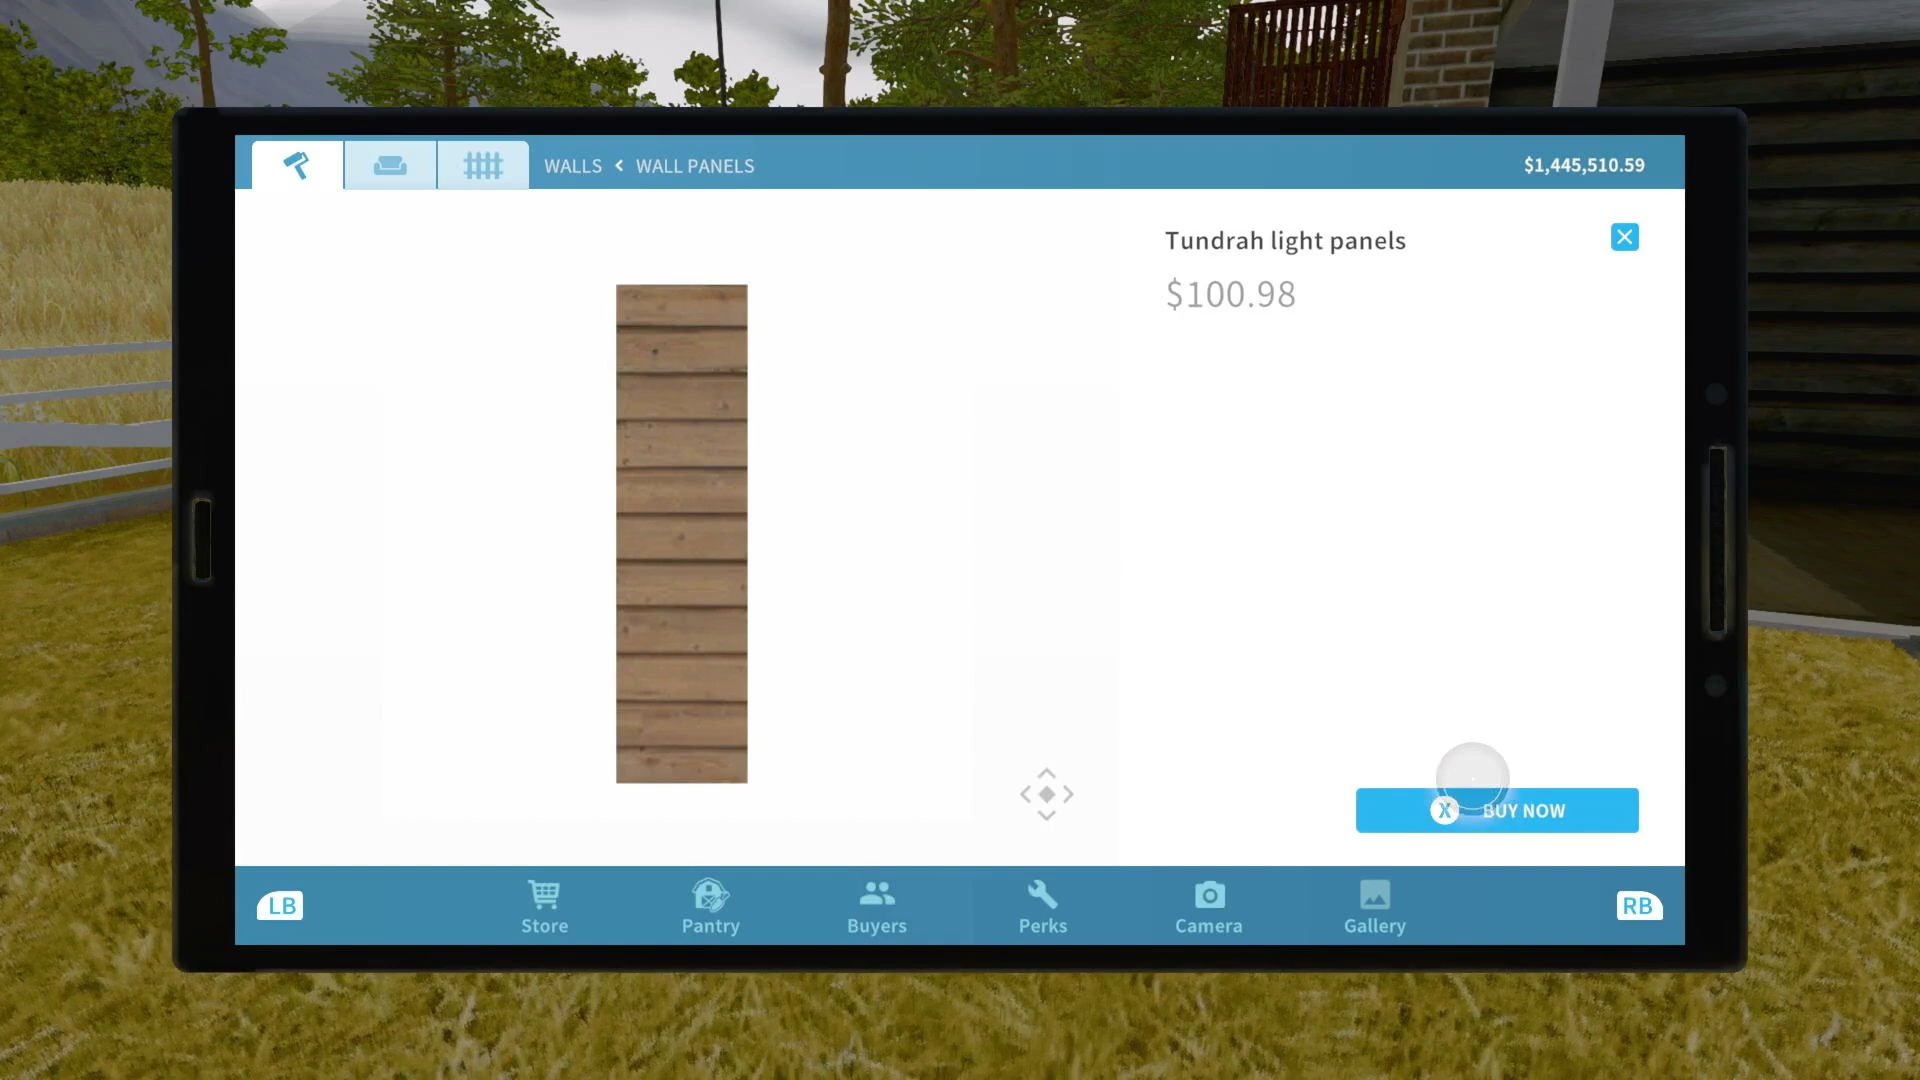 WALLS < WALL PANELS
$1,445,510.59
Tundrah light panels
$100.98
X BUY NOW
LB
Store
Pantry
Buyers
Perks
Camera
Gallery
RB